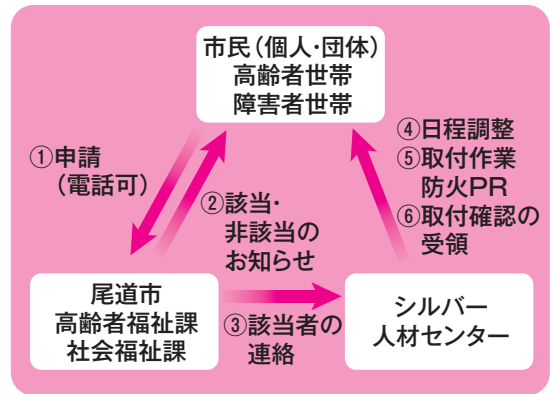 市民（個人・団体）
高齢者世帯
障害者世帯
①申請
（電話可）
②該当・
非該当の
お知らせ
④日程調整
⑤取付作業
防火PR
⑥取付確認の
受領
尾道市
高齢者福祉課
社会福祉課
③該当者の
連絡
シルバー
人材センター